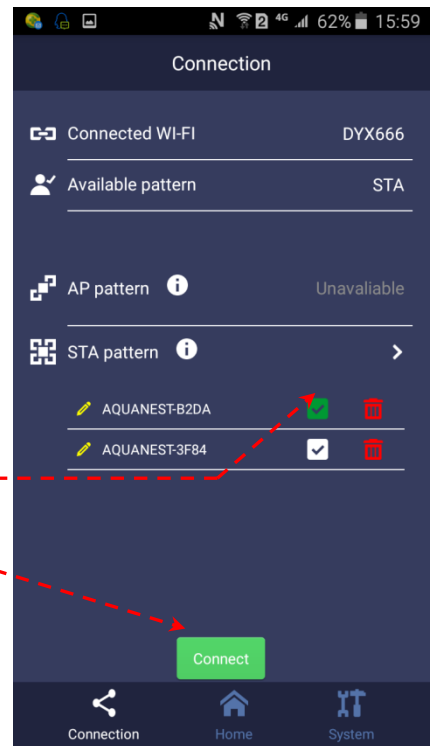 N 2 4G 62% 15:59
Connection
Connected WI-FI DYX666
Available pattern STA
AP pattern i Unavaliable
STA pattern i >
AQUANEST-B2DA
AQUANEST-3F84
Connect
Connection Home System